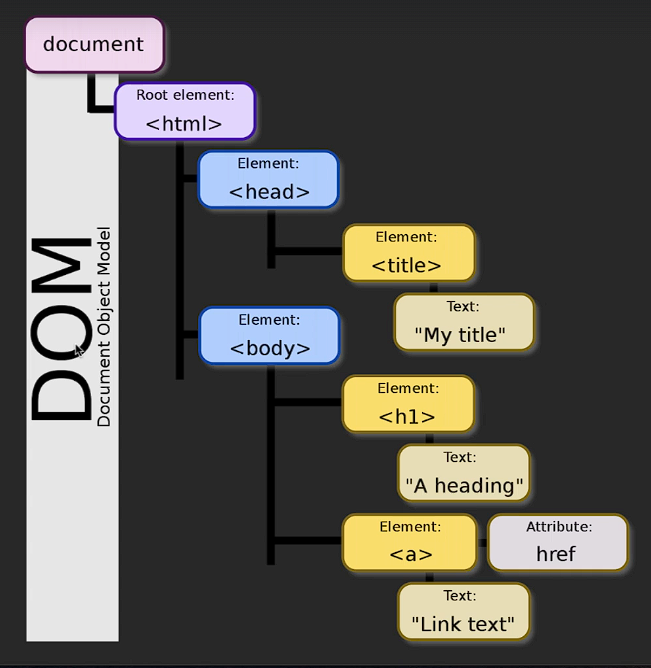 document
Root element:
<html>
Element:
<head>
Element:
<title>
Text:
"My title"
Element:
<body>
Element:
<h1>
Text:
"A heading"
Element:
<a>
Attribute:
href
Text:
"Link text"
DOM
Document Object Model